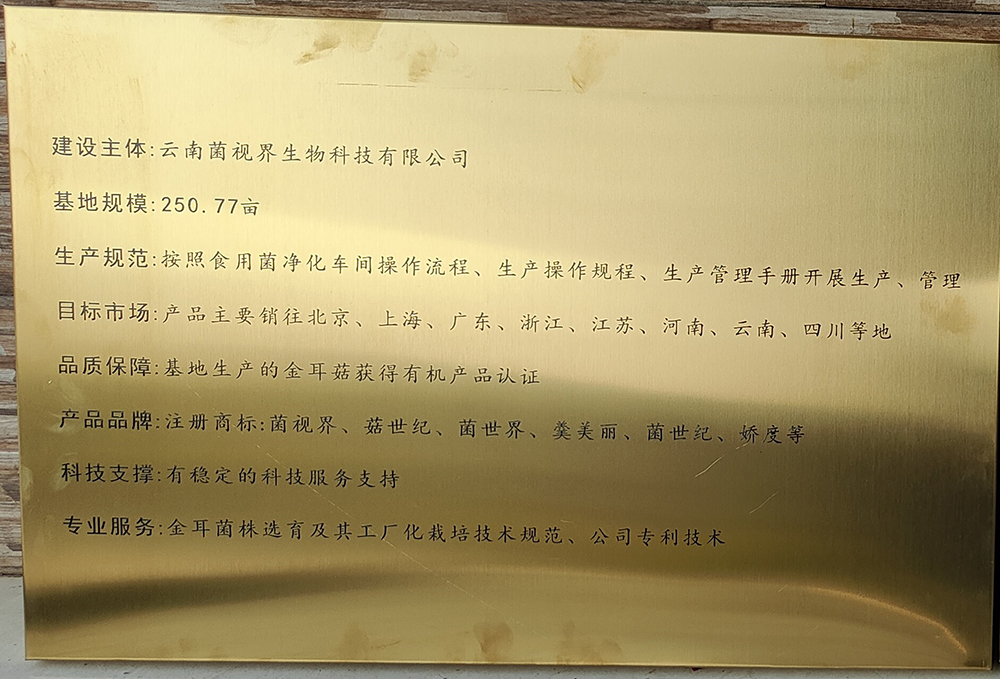 建设主体:云南菌视界生物科技有限公司
基地规模:250.77亩
生产规范:按照食用菌净化车间操作流程、生产操作规程、生产管理手册开展生产、管理
目标市场:产品主要销往北京、上海、广东、浙江、江苏、河南、云南、四川等地
品质保障:基地生产的金耳菇获得有机产品认证
产品品牌:注册商标:菌视界、菇世纪、菌世界、羹美丽、菌世纪、娇度等
科技支撑:有稳定的科技服务支持
专业服务:金耳菌株选育及其工厂化栽培技术规范、公司专利技术